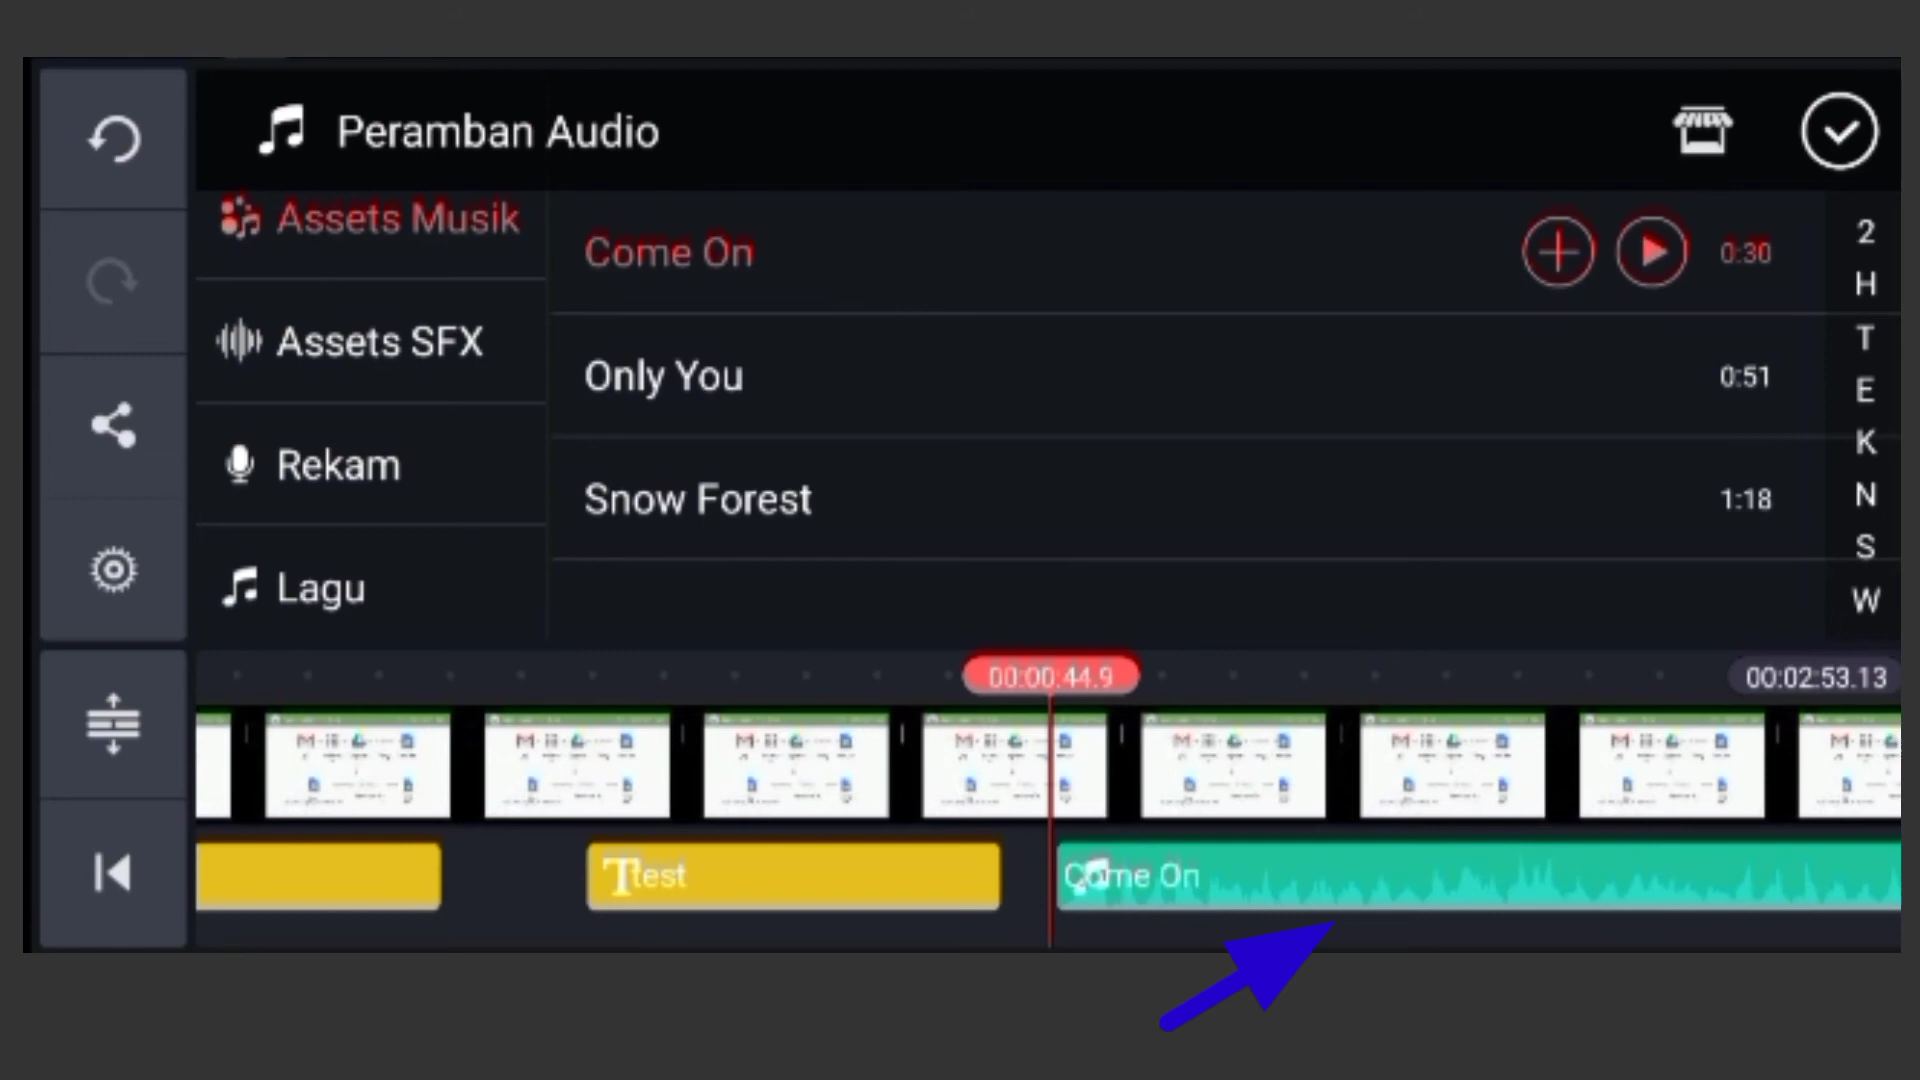 Peramban Audio
Assets Musik
Assets SFX
Rekam
Lagu
Come On 0:30
Only You 0:51
Snow Forest 1:18
2
H
T
E
K
N
S
W
00:00:44.9
00:02:53.13
test
Come On